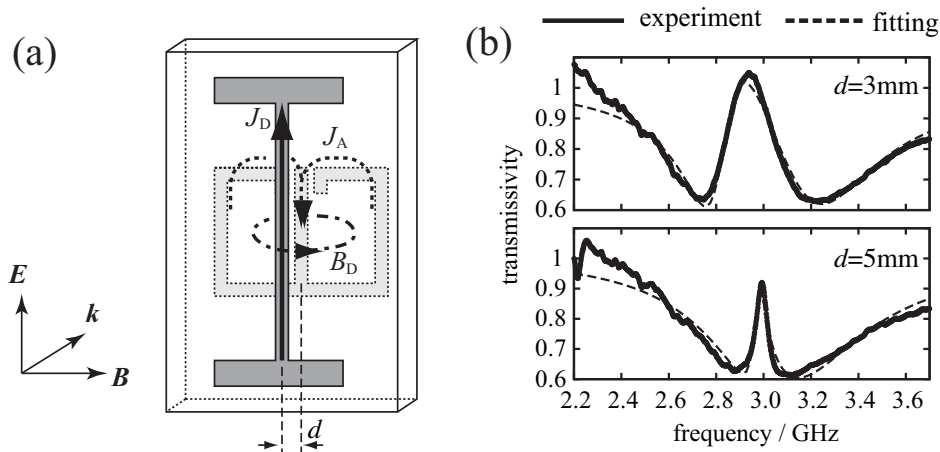 (a)
J_D
J_A
B_D
E
k
B
d
(b)
experiment
fitting
d=3mm
1
0.9
0.8
0.7
0.6
transmissivity
d=5mm
1
0.9
0.8
0.7
0.6
2.2 2.4 2.6 2.8 3.0 3.2 3.4 3.6
frequency / GHz